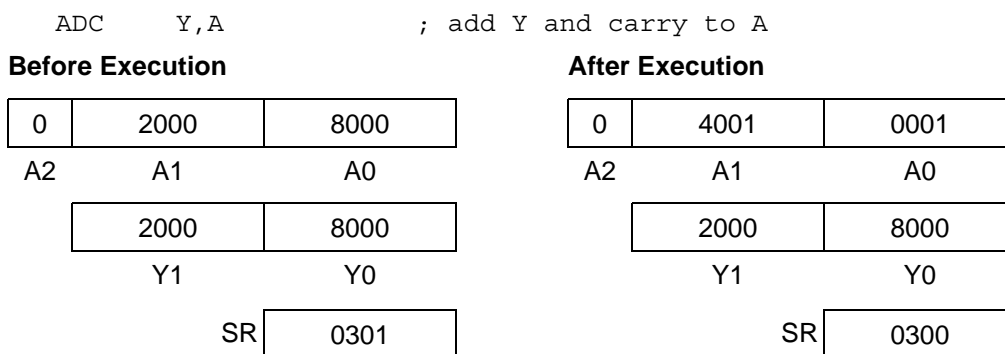 ADC Y,A ; add Y and carry to A
Before Execution After Execution
0 2000 8000 0 4001 0001
A2 A1 A0 A2 A1 A0
2000 8000 2000 8000
Y1 Y0 Y1 Y0
SR 0301 SR 0300